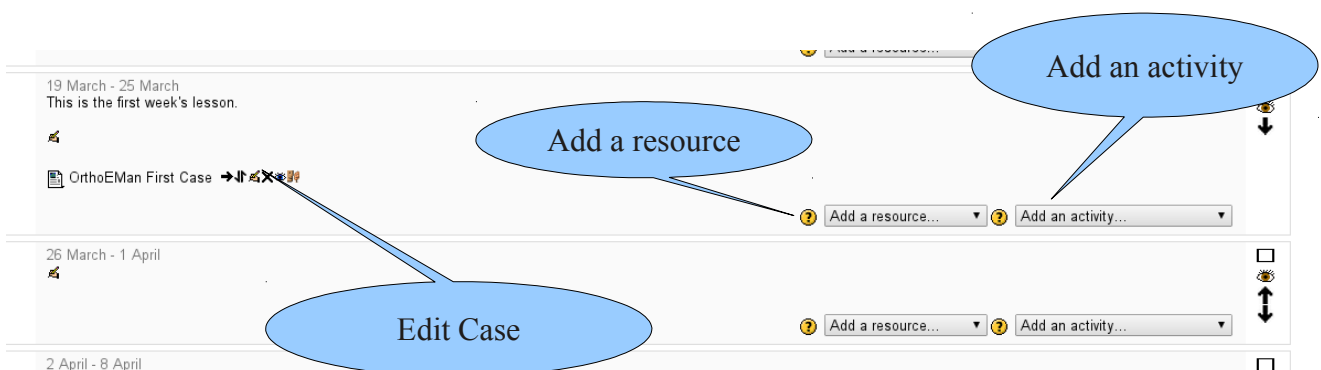 Add a resource...
Add an activity
19 March - 25 March
This is the first week's lesson.
Add a resource
OrthoEMan First Case
Add a resource...
Add an activity...
26 March - 1 April
Edit Case
Add a resource...
Add an activity...
2 April - 8 April